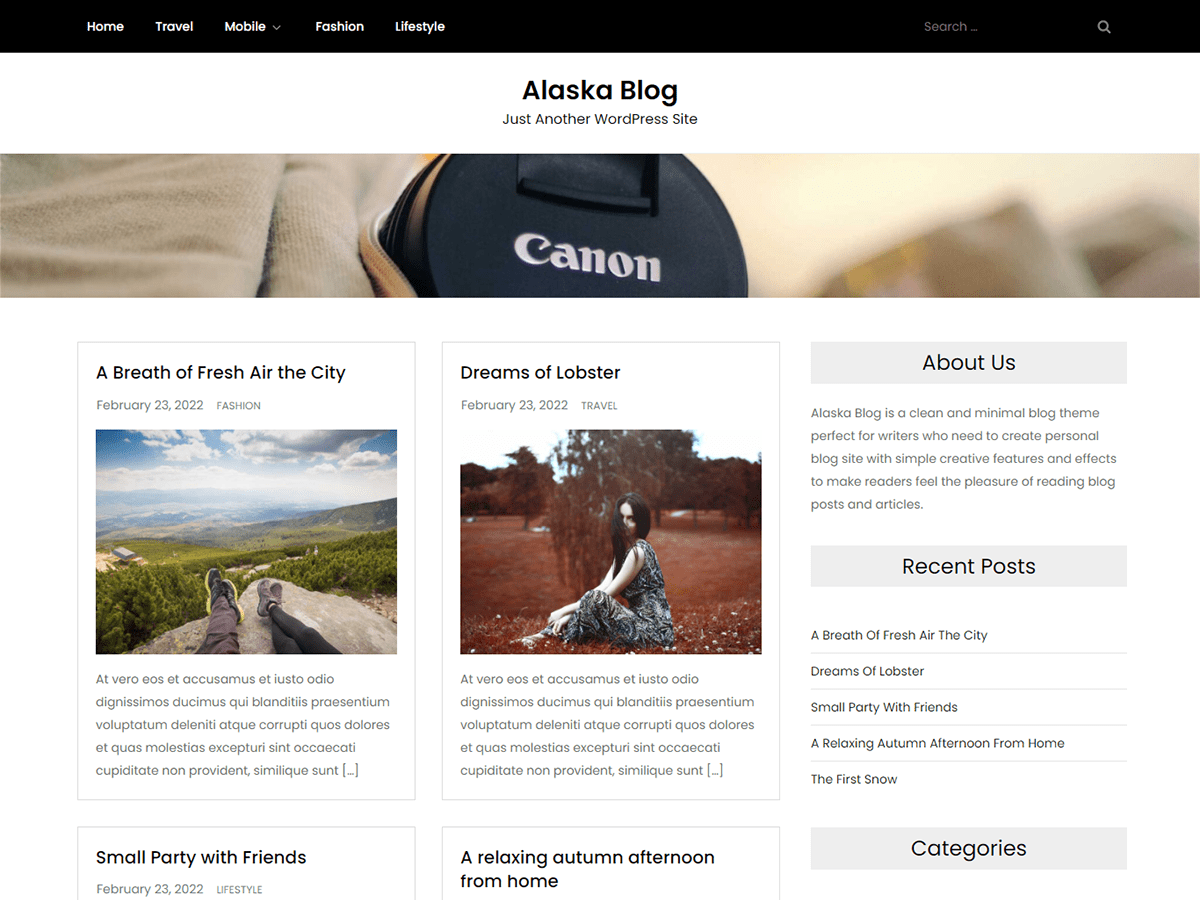 Home Travel Mobile Fashion Lifestyle Search ...
Alaska Blog
Just Another WordPress Site
Canon
A Breath of Fresh Air the City
February 23, 2022 FASHION
At vero eos et accusamus et iusto odio
dignissimos ducimus qui blanditiis praesentium
voluptatum deleniti atque corrupti quos dolores
et quas molestias excepturi sint occaecati
cupiditate non provident, similique sunt [...]
Dreams of Lobster
February 23, 2022 TRAVEL
At vero eos et accusamus et iusto odio
dignissimos ducimus qui blanditiis praesentium
voluptatum deleniti atque corrupti quos dolores
et quas molestias excepturi sint occaecati
cupiditate non provident, similique sunt [...]
Small Party with Friends
February 23, 2022 LIFESTYLE
A relaxing autumn afternoon
from home
About Us
Alaska Blog is a clean and minimal blog theme
perfect for writers who need to create personal
blog site with simple creative features and effects
to make readers feel the pleasure of reading blog
posts and articles.
Recent Posts
A Breath Of Fresh Air The City
Dreams Of Lobster
Small Party With Friends
A Relaxing Autumn Afternoon From Home
The First Snow
Categories